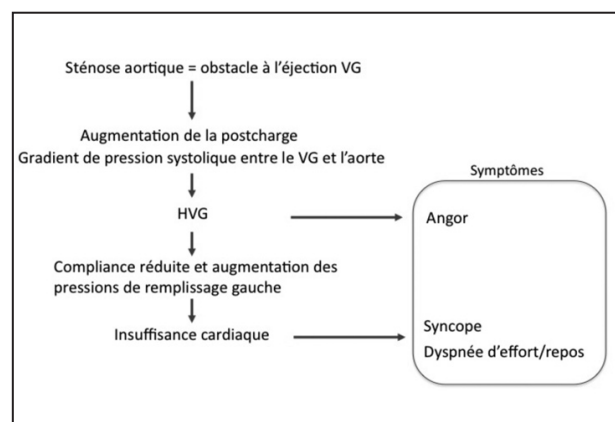 Sténose aortique = obstacle à l’éjection VG
Augmentation de la postcharge
Gradient de pression systolique entre le VG et l’aorte
Symptômes
HVG
Angor
Compliance réduite et augmentation des
pressions de remplissage gauche
Insuffisance cardiaque
Syncope
Dyspnée d’effort/repos